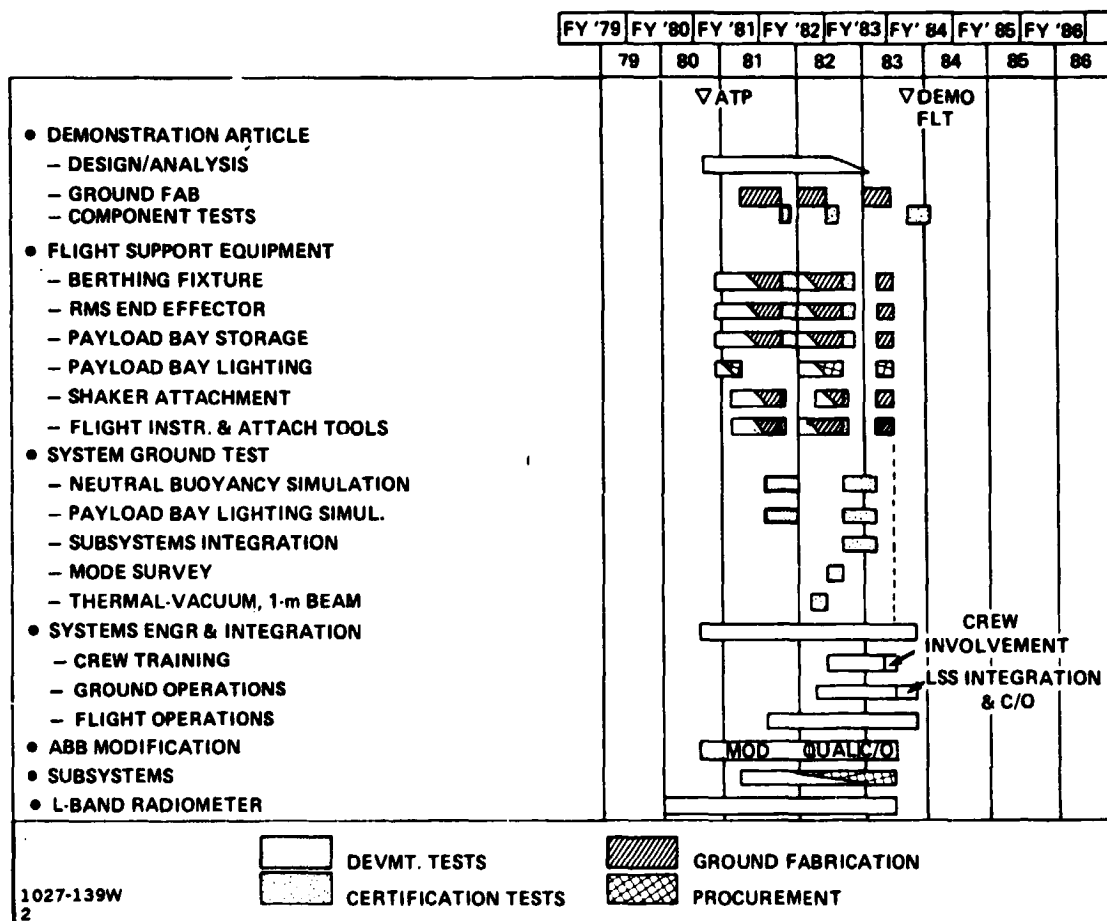 FY '79 FY '80 FY '81 FY '82 FY '83 FY' 84 FY' 85 FY '86
79 80 81 82 83 84 85 86
▽ ATP ▽ DEMO
FLT
• DEMONSTRATION ARTICLE
– DESIGN/ANALYSIS
– GROUND FAB
– COMPONENT TESTS
• FLIGHT SUPPORT EQUIPMENT
– BERTHING FIXTURE
– RMS END EFFECTOR
– PAYLOAD BAY STORAGE
– PAYLOAD BAY LIGHTING
– SHAKER ATTACHMENT
– FLIGHT INSTR. & ATTACH TOOLS
• SYSTEM GROUND TEST
– NEUTRAL BUOYANCY SIMULATION
– PAYLOAD BAY LIGHTING SIMUL.
– SUBSYSTEMS INTEGRATION
– MODE SURVEY
– THERMAL-VACUUM, 1-m BEAM
• SYSTEMS ENGR & INTEGRATION
CREW
INVOLVEMENT
– CREW TRAINING
– GROUND OPERATIONS
LSS INTEGRATION
& C/O
– FLIGHT OPERATIONS
• ABB MODIFICATION MOD QUAL C/O
• SUBSYSTEMS
• L-BAND RADIOMETER
DEVMT. TESTS GROUND FABRICATION
CERTIFICATION TESTS PROCUREMENT
1027-139W
2